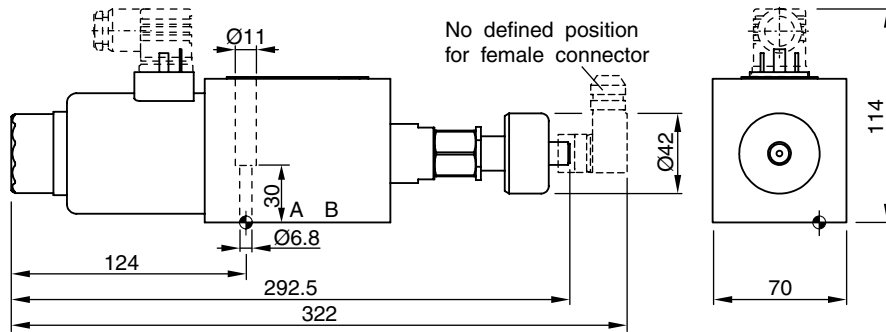 No defined position
for female connector
Ø11
114
Ø42
30
A B
Ø6.8
124
292.5
70
322